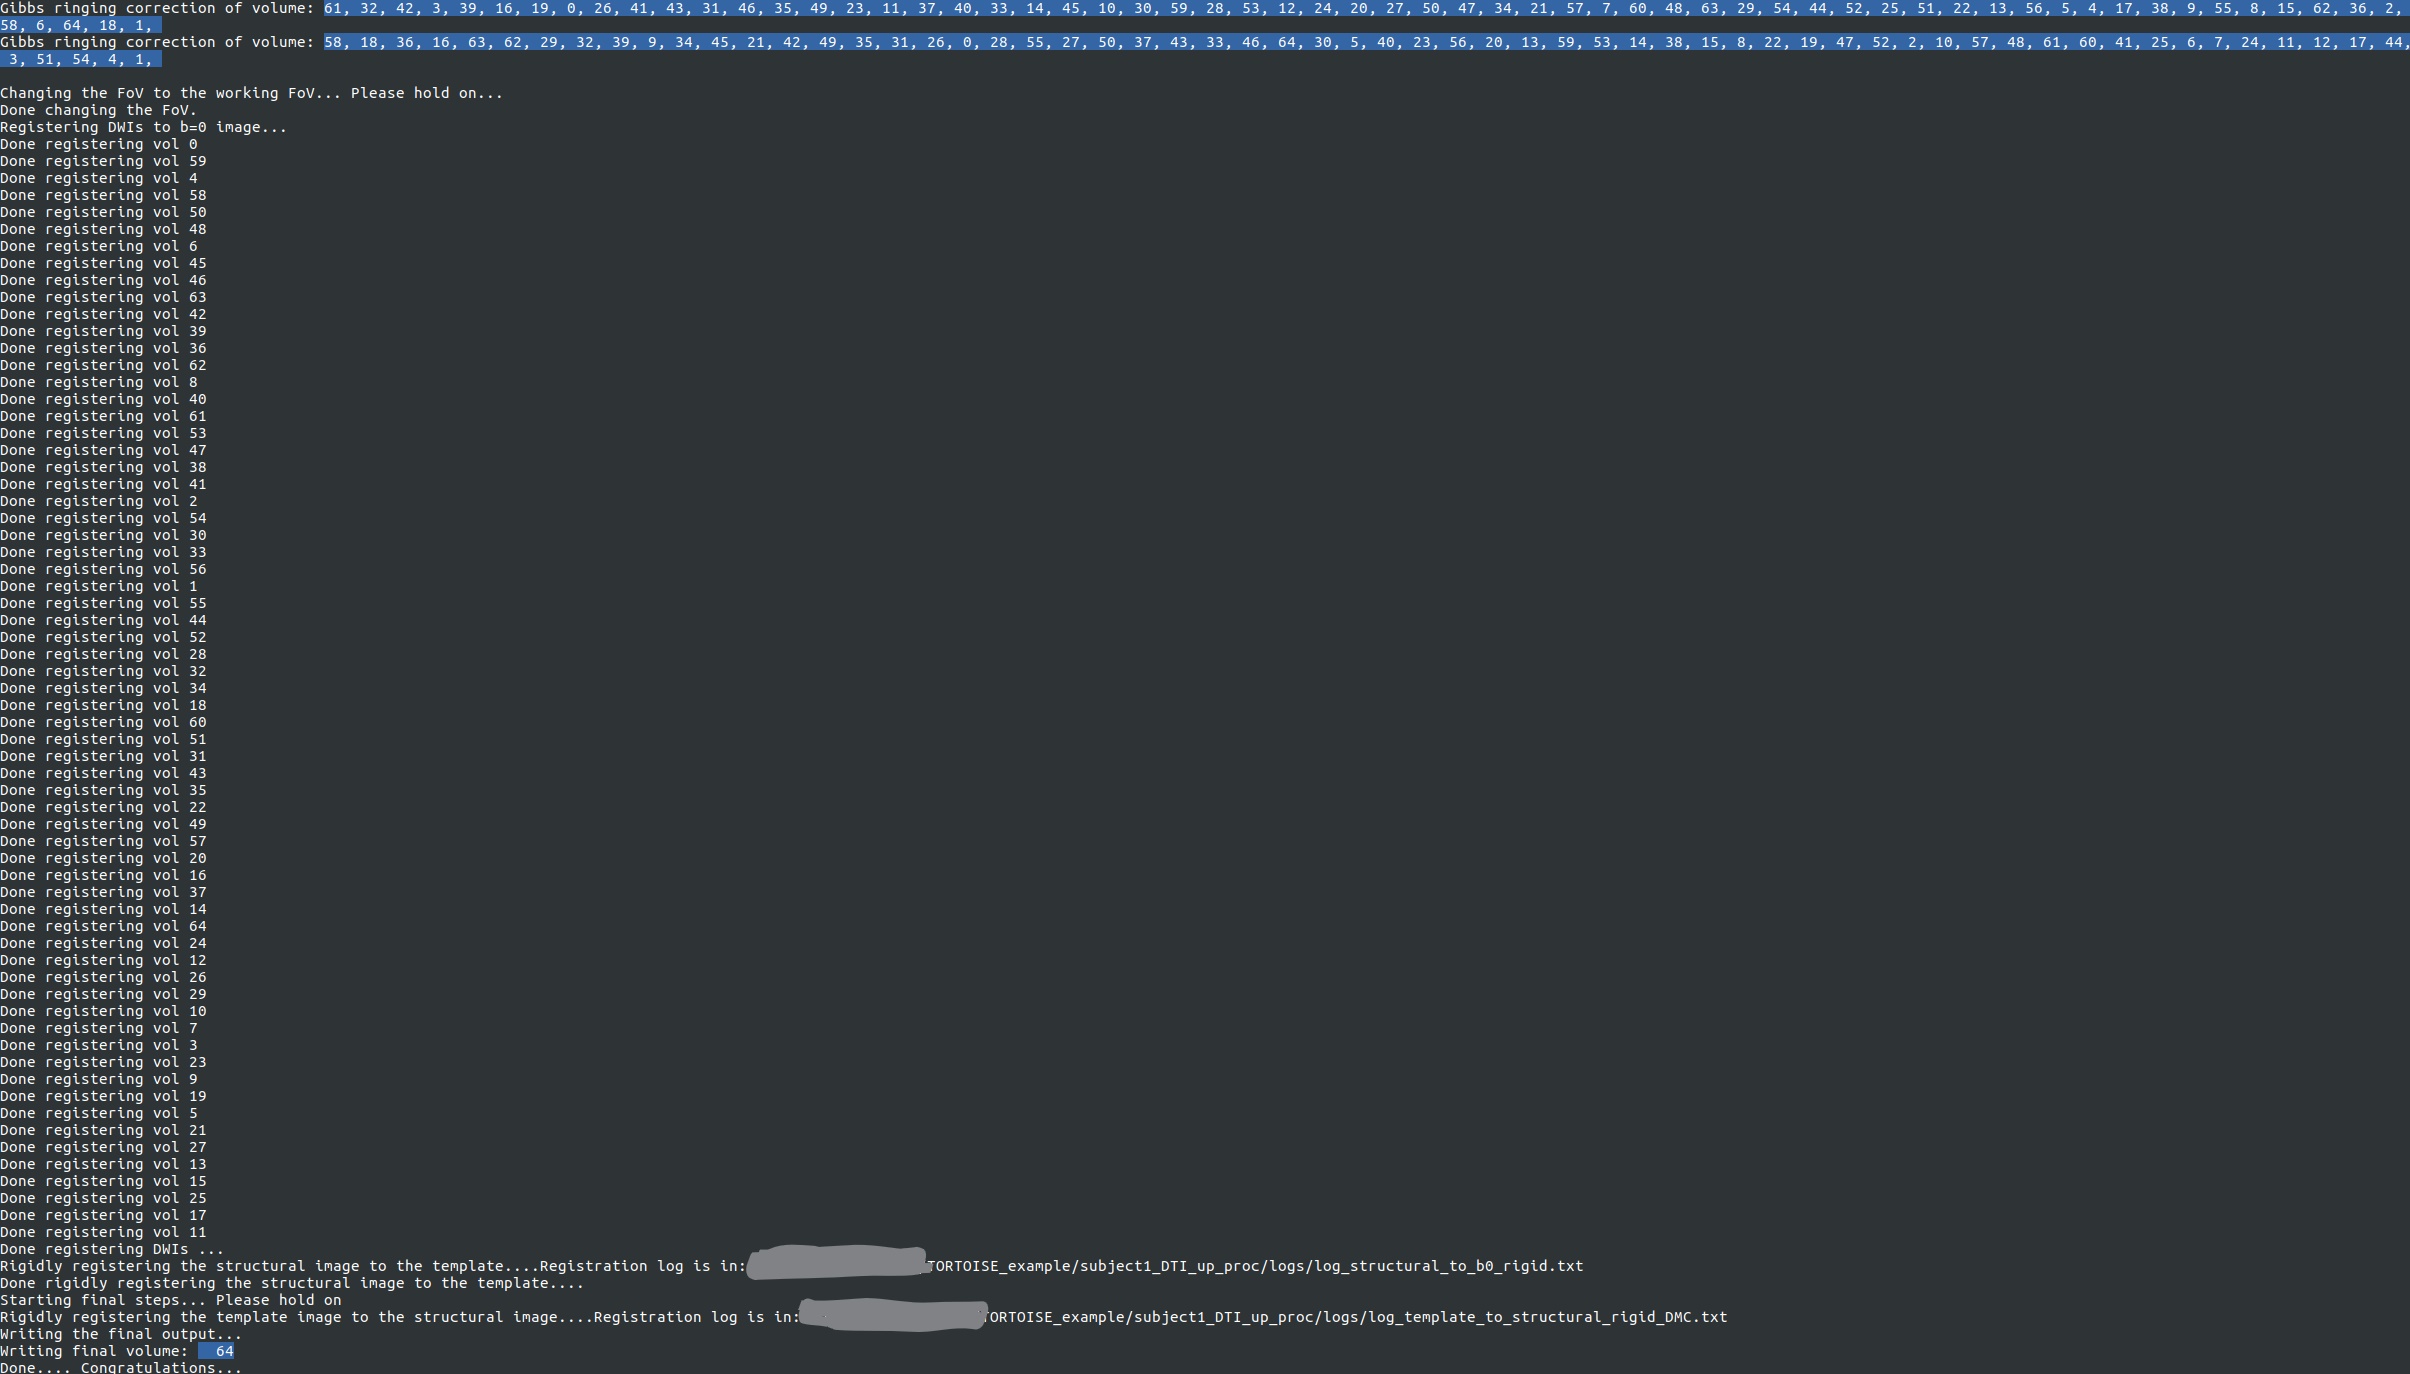 Gibbs ringing correction of volume: 61, 32, 42, 3, 39, 16, 19, 0, 26, 41, 43, 31, 46, 35, 49, 23, 11, 37, 40, 33, 14, 45, 10, 30, 59, 28, 53, 12, 24, 20, 27, 50, 47, 34, 21, 57, 7, 60, 48, 63, 29, 54, 44, 52, 25, 51, 22, 13, 56, 5, 4, 17, 38, 9, 55, 8, 15, 62, 36, 2,
58, 6, 64, 18, 1,
Gibbs ringing correction of volume: 58, 18, 36, 16, 63, 62, 29, 32, 39, 9, 34, 45, 21, 42, 49, 35, 31, 26, 0, 28, 55, 27, 50, 37, 43, 33, 46, 64, 30, 5, 40, 23, 56, 20, 13, 59, 53, 14, 38, 15, 8, 22, 19, 47, 52, 2, 10, 57, 48, 61, 60, 41, 25, 6, 7, 24, 11, 12, 17, 44,
3, 51, 54, 4, 1,
Changing the FoV to the working FoV... Please hold on...
Done changing the FoV.
Registering DWIs to b=0 image...
Done registering vol 0
Done registering vol 59
Done registering vol 4
Done registering vol 58
Done registering vol 50
Done registering vol 48
Done registering vol 6
Done registering vol 45
Done registering vol 46
Done registering vol 63
Done registering vol 42
Done registering vol 39
Done registering vol 36
Done registering vol 62
Done registering vol 8
Done registering vol 40
Done registering vol 61
Done registering vol 53
Done registering vol 47
Done registering vol 38
Done registering vol 41
Done registering vol 2
Done registering vol 54
Done registering vol 30
Done registering vol 33
Done registering vol 56
Done registering vol 1
Done registering vol 55
Done registering vol 44
Done registering vol 52
Done registering vol 28
Done registering vol 32
Done registering vol 34
Done registering vol 18
Done registering vol 60
Done registering vol 51
Done registering vol 31
Done registering vol 43
Done registering vol 35
Done registering vol 22
Done registering vol 49
Done registering vol 57
Done registering vol 20
Done registering vol 16
Done registering vol 37
Done registering vol 14
Done registering vol 64
Done registering vol 24
Done registering vol 12
Done registering vol 26
Done registering vol 29
Done registering vol 10
Done registering vol 7
Done registering vol 3
Done registering vol 23
Done registering vol 9
Done registering vol 19
Done registering vol 5
Done registering vol 21
Done registering vol 27
Done registering vol 13
Done registering vol 15
Done registering vol 25
Done registering vol 17
Done registering vol 11
Done registering DWIs ...
Rigidly registering the structural image to the template....Registration log is in: TORTOISE_example/subject1_DTI_up_proc/logs/log_structural_to_b0_rigid.txt
Done rigidly registering the structural image to the template....
Starting final steps... Please hold on
Rigidly registering the template image to the structural image....Registration log is in: TORTOISE_example/subject1_DTI_up_proc/logs/log_template_to_structural_rigid_DMC.txt
Writing the final output...
Writing final volume:   64
Done.... Congratulations...